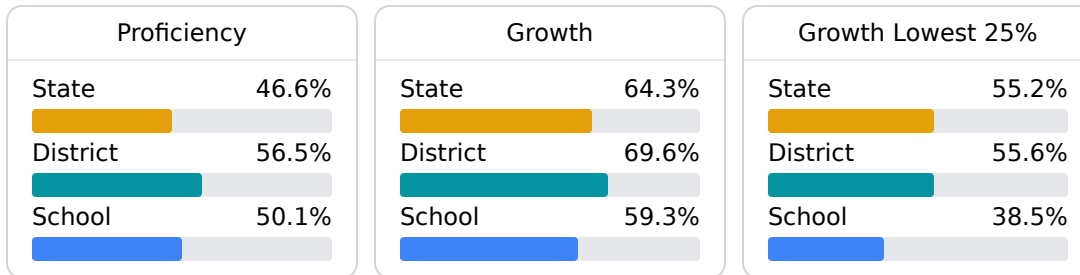 Proficiency
State 46.6%
District 56.5%
School 50.1%
Growth
State 64.3%
District 69.6%
School 59.3%
Growth Lowest 25%
State 55.2%
District 55.6%
School 38.5%